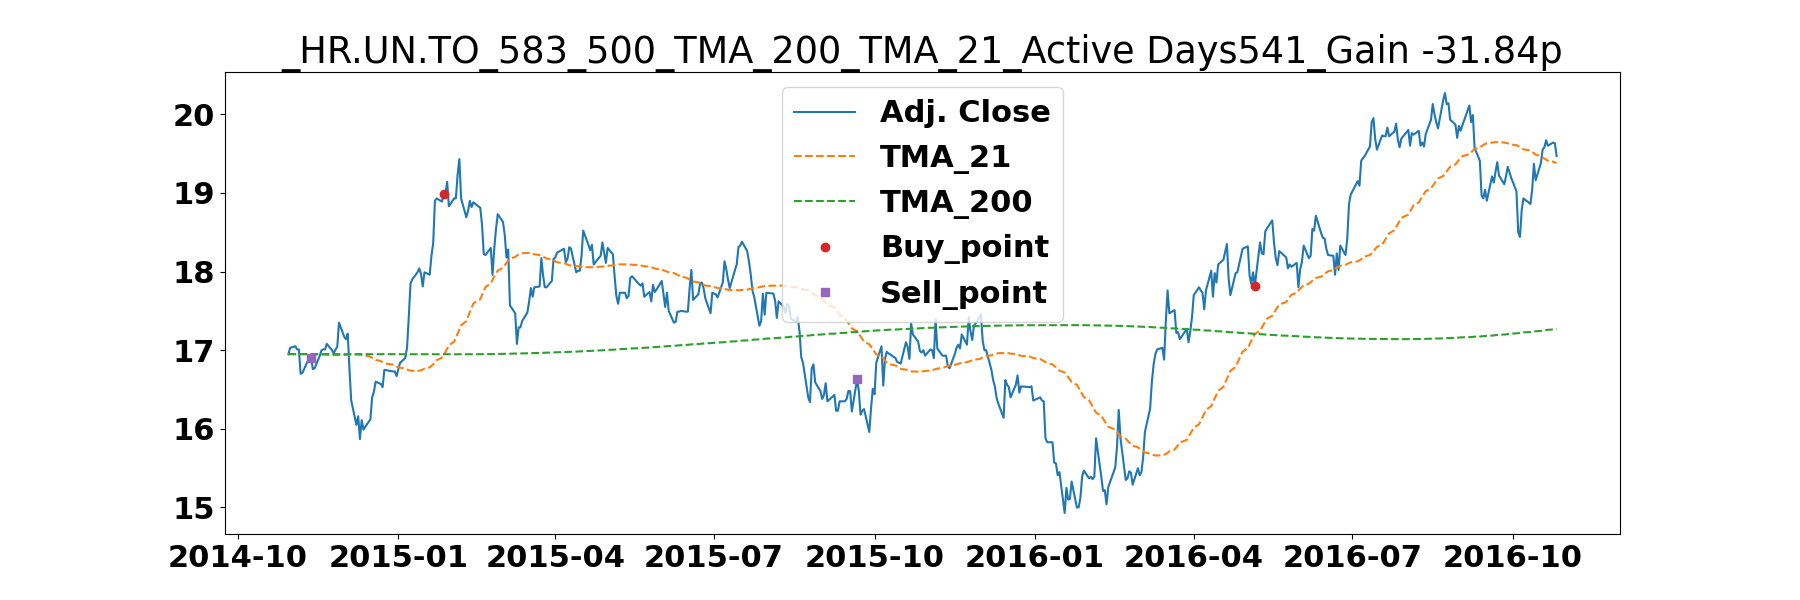 _HR.UN.TO_583_500_TMA_200_TMA_21_Active Days541_Gain -31.84p
Adj. Close
TMA_21
TMA_200
Buy_point
Sell_point
20
19
18
17
16
15
2014-10 2015-01 2015-04 2015-07 2015-10 2016-01 2016-04 2016-07 2016-10